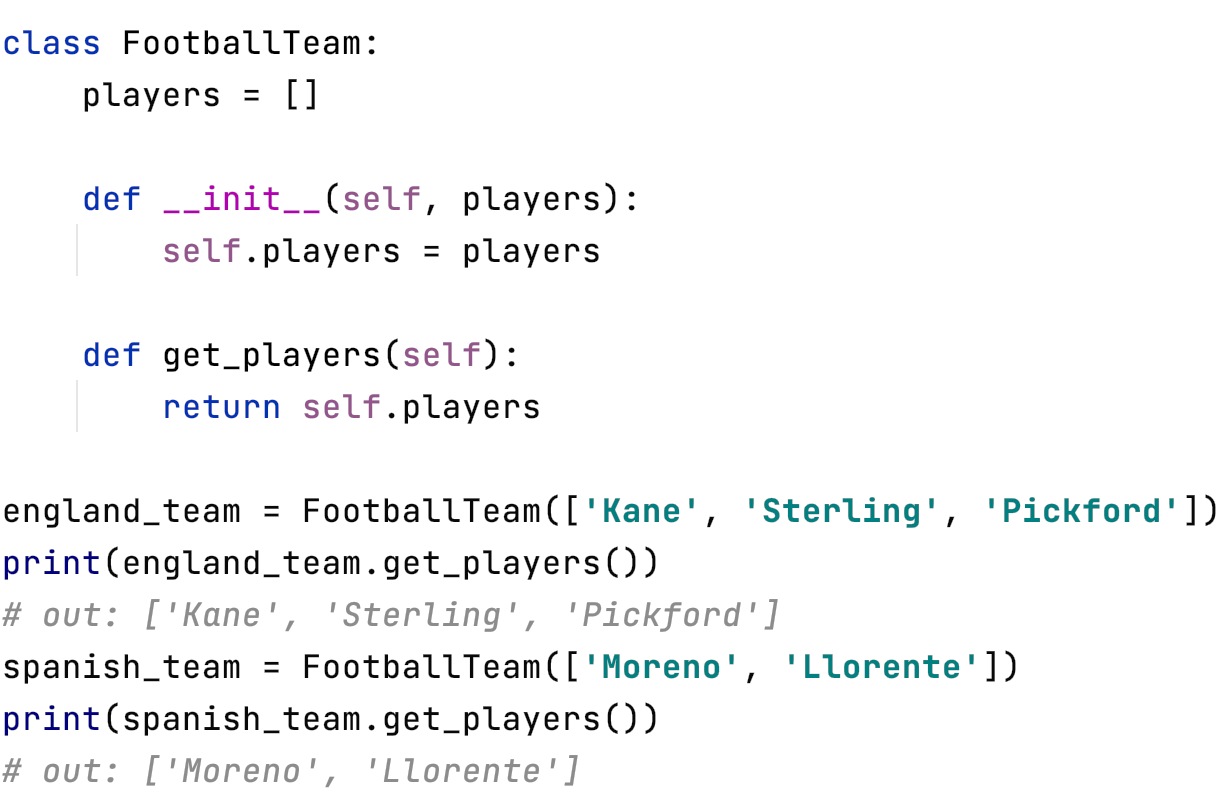 class FootballTeam:
    players = []

    def __init__(self, players):
        self.players = players

    def get_players(self):
        return self.players

england_team = FootballTeam(['Kane', 'Sterling', 'Pickford'])
print(england_team.get_players())
# out: ['Kane', 'Sterling', 'Pickford']
spanish_team = FootballTeam(['Moreno', 'Llorente'])
print(spanish_team.get_players())
# out: ['Moreno', 'Llorente']